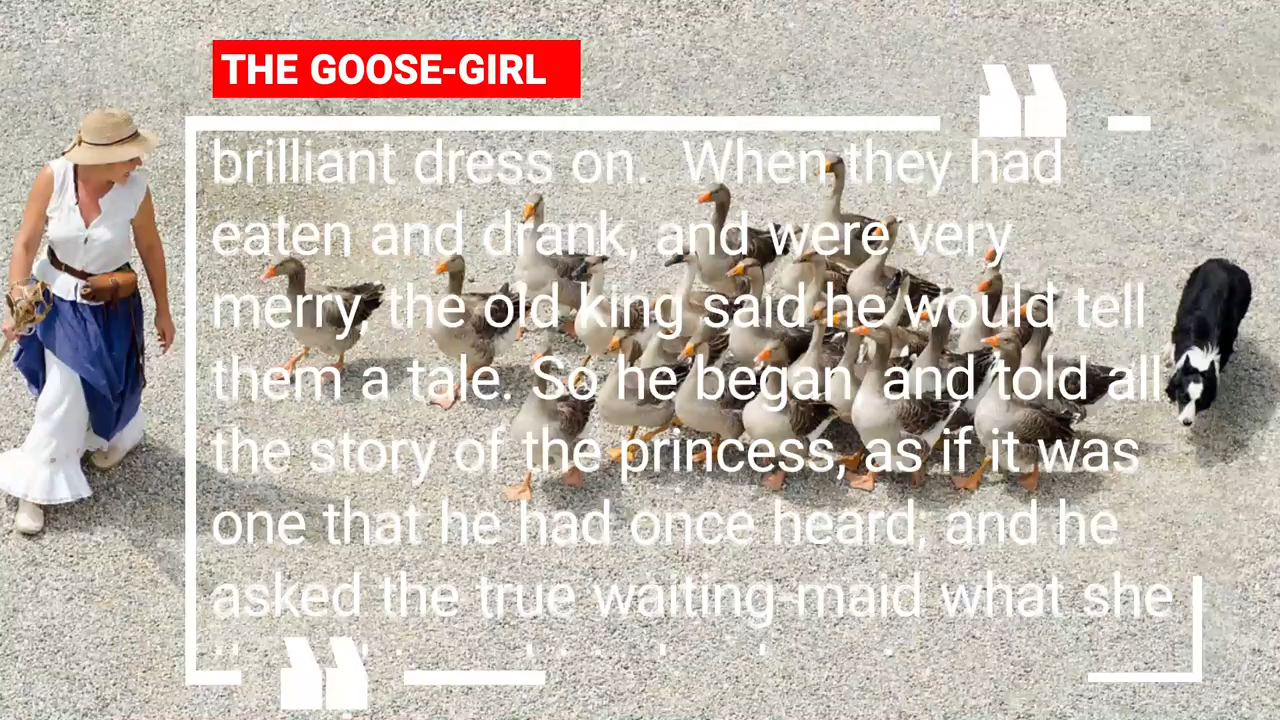 THE GOOSE-GIRL
brilliant dress on. When they had
eaten and drank, and were very
merry, the old king said he would tell
them a tale. So he began, and told all
the story of the princess, as if it was
one that he had once heard, and he
asked the true waiting-maid what she